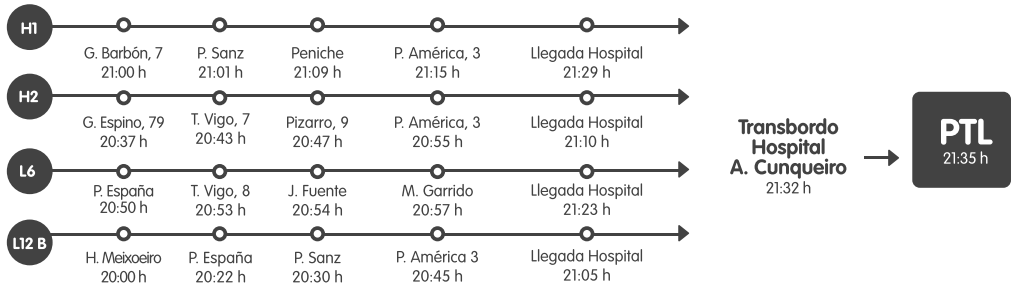 H1
G. Barbón, 7
21:00 h
P. Sanz
21:01 h
Peniche
21:09 h
P. América, 3
21:15 h
Llegada Hospital
21:29 h
H2
G. Espino, 79
20:37 h
T. Vigo, 7
20:43 h
Pizarro, 9
20:47 h
P. América, 3
20:55 h
Llegada Hospital
21:10 h
L6
P. España
20:50 h
T. Vigo, 8
20:53 h
J. Fuente
20:54 h
M. Garrido
20:57 h
Llegada Hospital
21:23 h
L12 B
H. Meixoeiro
20:00 h
P. España
20:22 h
P. Sanz
20:30 h
P. América 3
20:45 h
Llegada Hospital
21:05 h
Transbordo
Hospital
A. Cunqueiro
21:32 h
PTL
21:35 h